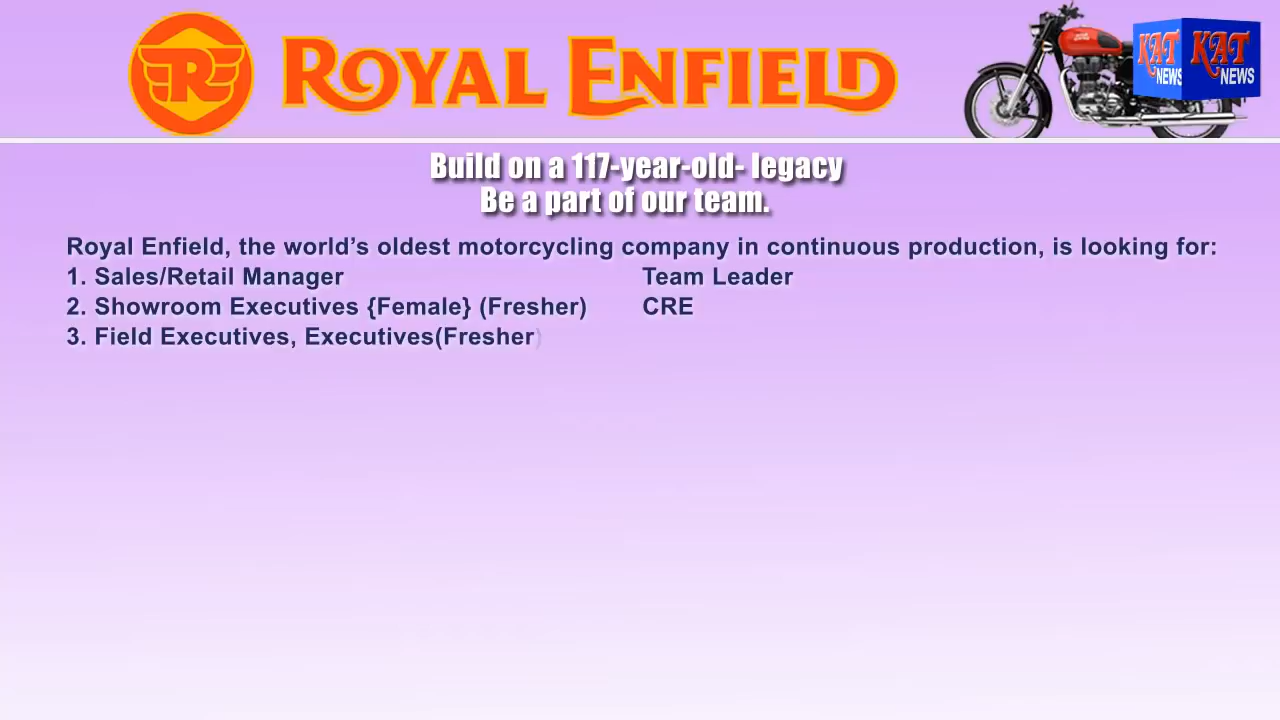 ROYAL ENFIELD
KAT NEWS KAT NEWS
Build on a 117-year-old- legacy
Be a part of our team.
Royal Enfield, the world’s oldest motorcycling company in continuous production, is looking for:
1. Sales/Retail Manager Team Leader
2. Showroom Executives {Female} (Fresher) CRE
3. Field Executives, Executives(Fresher)